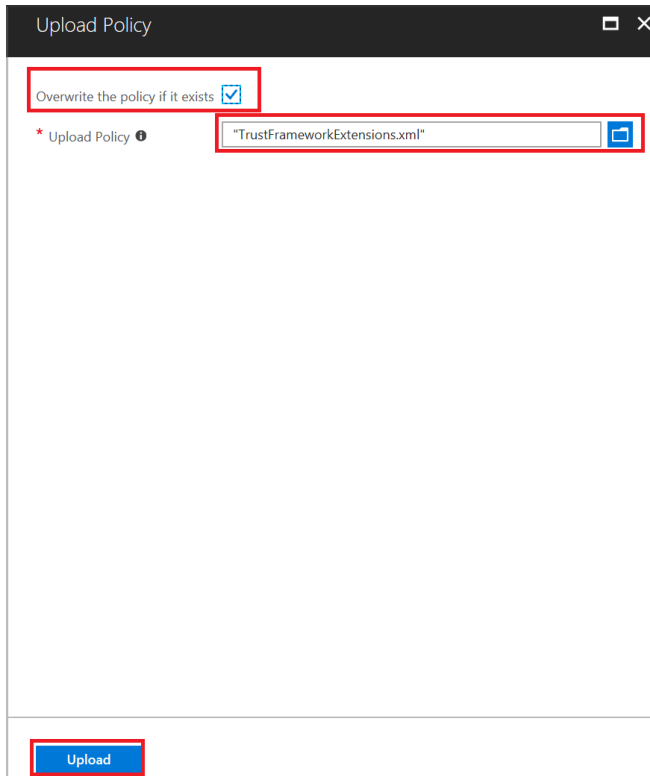 Upload Policy
Overwrite the policy if it exists
* Upload Policy
"TrustFrameworkExtensions.xml"
Upload